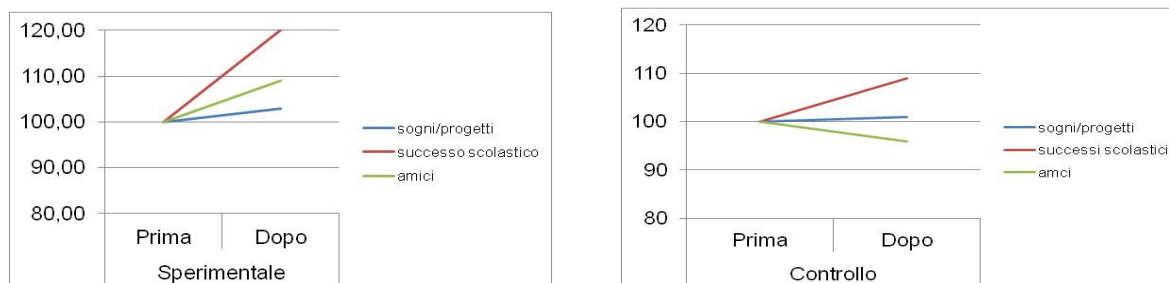 120,00
110,00
100,00
90,00
80,00
Prima Dopo
Sperimentale
sogni/progetti
successo scolastico
amici
120
110
100
90
80
Prima Dopo
Controllo
sogni/progetti
successi scolastici
amci